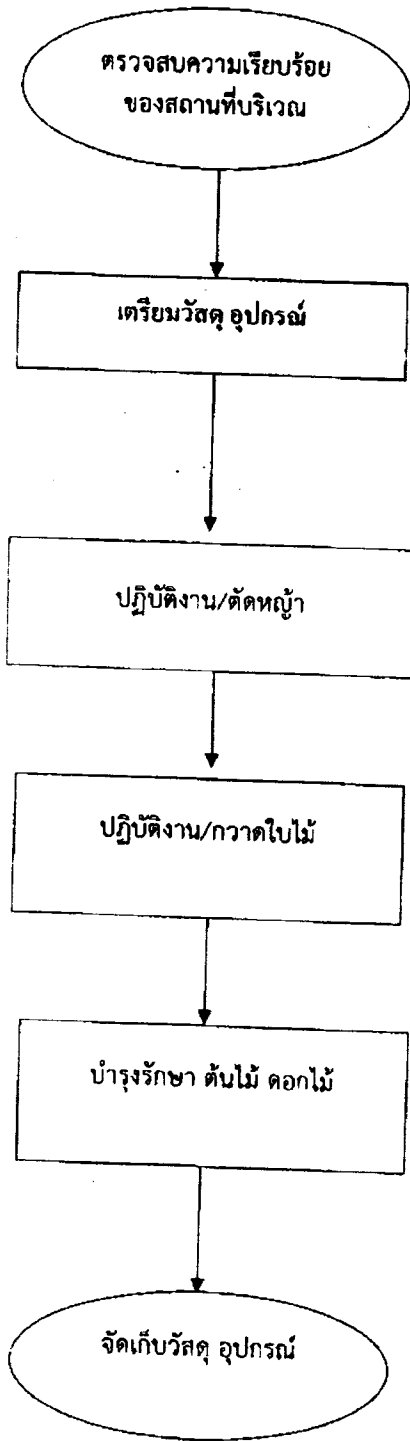 ตรวจสบความเรียบร้อย
ของสถานที่บริเวณ
เตรียมวัสดุ อุปกรณ์
ปฏิบัติงาน/ตัดหญ้า
ปฏิบัติงาน/กวาดใบไม้
บำรุงรักษา ต้นไม้ ดอกไม้
จัดเก็บวัสดุ อุปกรณ์